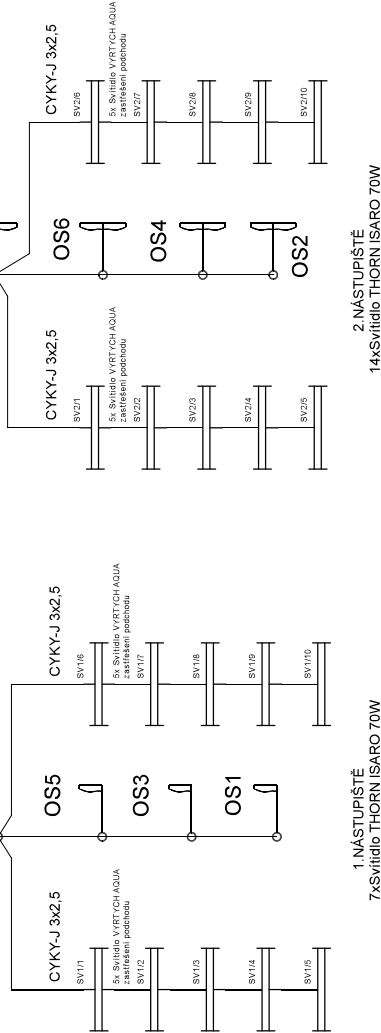 CYKY-J 3x2,5
SV1/1
5x Svítidlo VYRTYCH AQUA
zastřešení podchodu
SV1/2
SV1/3
SV1/4
SV1/5
OS5
OS3
OS1
CYKY-J 3x2,5
SV1/6
5x Svítidlo VYRTYCH AQUA
zastřešení podchodu
SV1/7
SV1/8
SV1/9
SV1/10
1.NÁSTUPIŠTĚ
7xSvítidlo THORN ISARO 70W
CYKY-J 3x2,5
SV2/1
5x Svítidlo VYRTYCH AQUA
zastřešení podchodu
SV2/2
SV2/3
SV2/4
SV2/5
OS6
OS4
OS2
CYKY-J 3x2,5
SV2/6
5x Svítidlo VYRTYCH AQUA
zastřešení podchodu
SV2/7
SV2/8
SV2/9
SV2/10
2.NÁSTUPIŠTĚ
14xSvítidlo THORN ISARO 70W